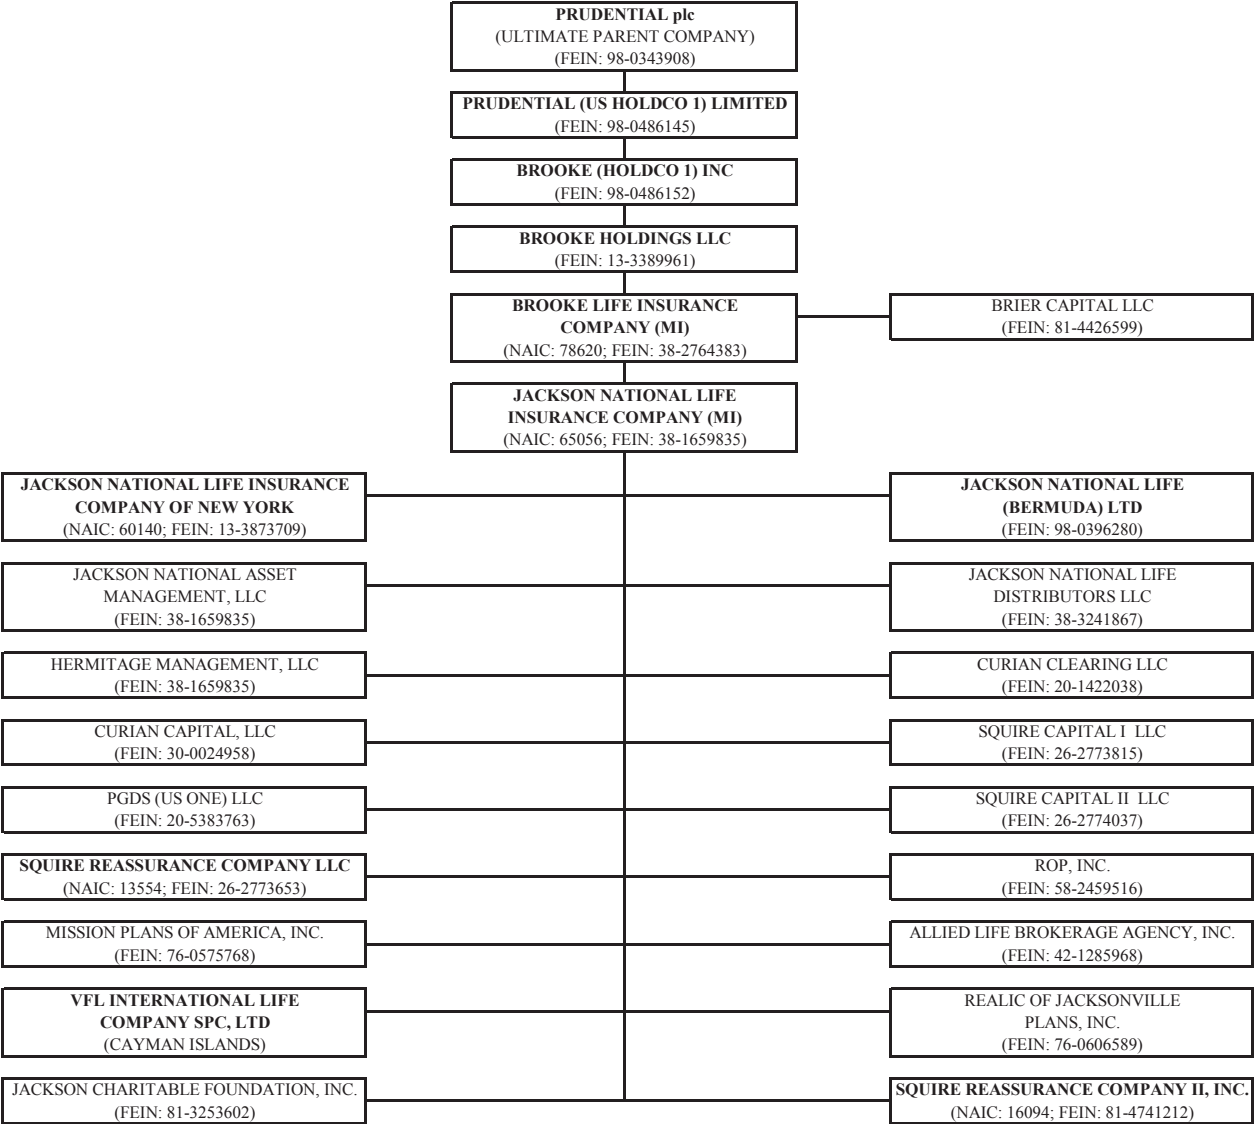 PRUDENTIAL plc
(ULTIMATE PARENT COMPANY)
(FEIN: 98-0343908)
PRUDENTIAL (US HOLDCO 1) LIMITED
(FEIN: 98-0486145)
BROOKE (HOLDCO 1) INC
(FEIN: 98-0486152)
BROOKE HOLDINGS LLC
(FEIN: 13-3389961)
BROOKE LIFE INSURANCE
COMPANY (MI)
(NAIC: 78620; FEIN: 38-2764383)
BRIER CAPITAL LLC
(FEIN: 81-4426599)
JACKSON NATIONAL LIFE
INSURANCE COMPANY (MI)
(NAIC: 65056; FEIN: 38-1659835)
JACKSON NATIONAL LIFE INSURANCE
COMPANY OF NEW YORK
(NAIC: 60140; FEIN: 13-3873709)
JACKSON NATIONAL LIFE
(BERMUDA) LTD
(FEIN: 98-0396280)
JACKSON NATIONAL ASSET
MANAGEMENT, LLC
(FEIN: 38-1659835)
JACKSON NATIONAL LIFE
DISTRIBUTORS LLC
(FEIN: 38-3241867)
HERMITAGE MANAGEMENT, LLC
(FEIN: 38-1659835)
CURIAN CLEARING LLC
(FEIN: 20-1422038)
CURIAN CAPITAL, LLC
(FEIN: 30-0024958)
SQUIRE CAPITAL I LLC
(FEIN: 26-2773815)
PGDS (US ONE) LLC
(FEIN: 20-5383763)
SQUIRE CAPITAL II LLC
(FEIN: 26-2774037)
SQUIRE REASSURANCE COMPANY LLC
(NAIC: 13554; FEIN: 26-2773653)
ROP, INC.
(FEIN: 58-2459516)
MISSION PLANS OF AMERICA, INC.
(FEIN: 76-0575768)
ALLIED LIFE BROKERAGE AGENCY, INC.
(FEIN: 42-1285968)
VFL INTERNATIONAL LIFE
COMPANY SPC, LTD
(CAYMAN ISLANDS)
REALIC OF JACKSONVILLE
PLANS, INC.
(FEIN: 76-0606589)
JACKSON CHARITABLE FOUNDATION, INC.
(FEIN: 81-3253602)
SQUIRE REASSURANCE COMPANY II, INC.
(NAIC: 16094; FEIN: 81-4741212)